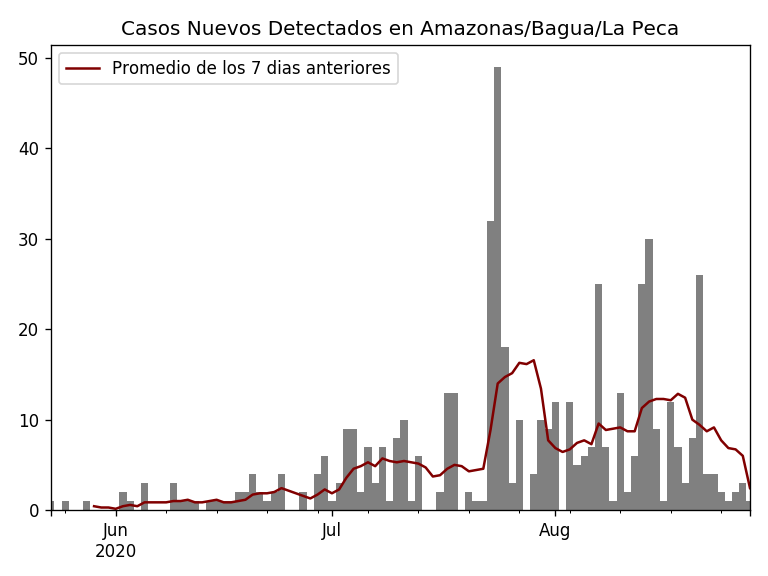 Casos Nuevos Detectados en Amazonas/Bagua/La Peca
Promedio de los 7 dias anteriores
50
40
30
20
10
0
Jun
2020
Jul
Aug